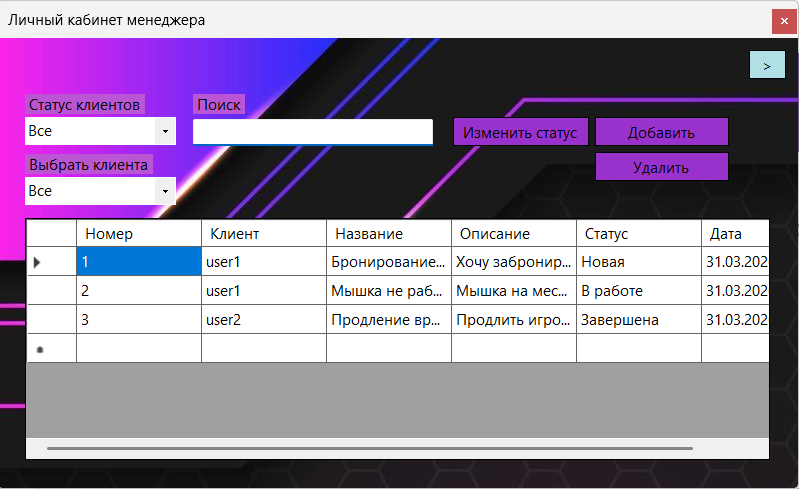 Личный кабинет менеджера
>
Статус клиентов Поиск
Все Изменить статус Добавить
Выбрать клиента Удалить
Все
Номер Клиент Название Описание Статус Дата
1 user1 Бронирование... Хочу заброниp... Новая 31.03.202
2 user1 Мышка не раб... Мышка на мес... В работе 31.03.202
3 user2 Продление вр... Продлить игро... Завершена 31.03.202